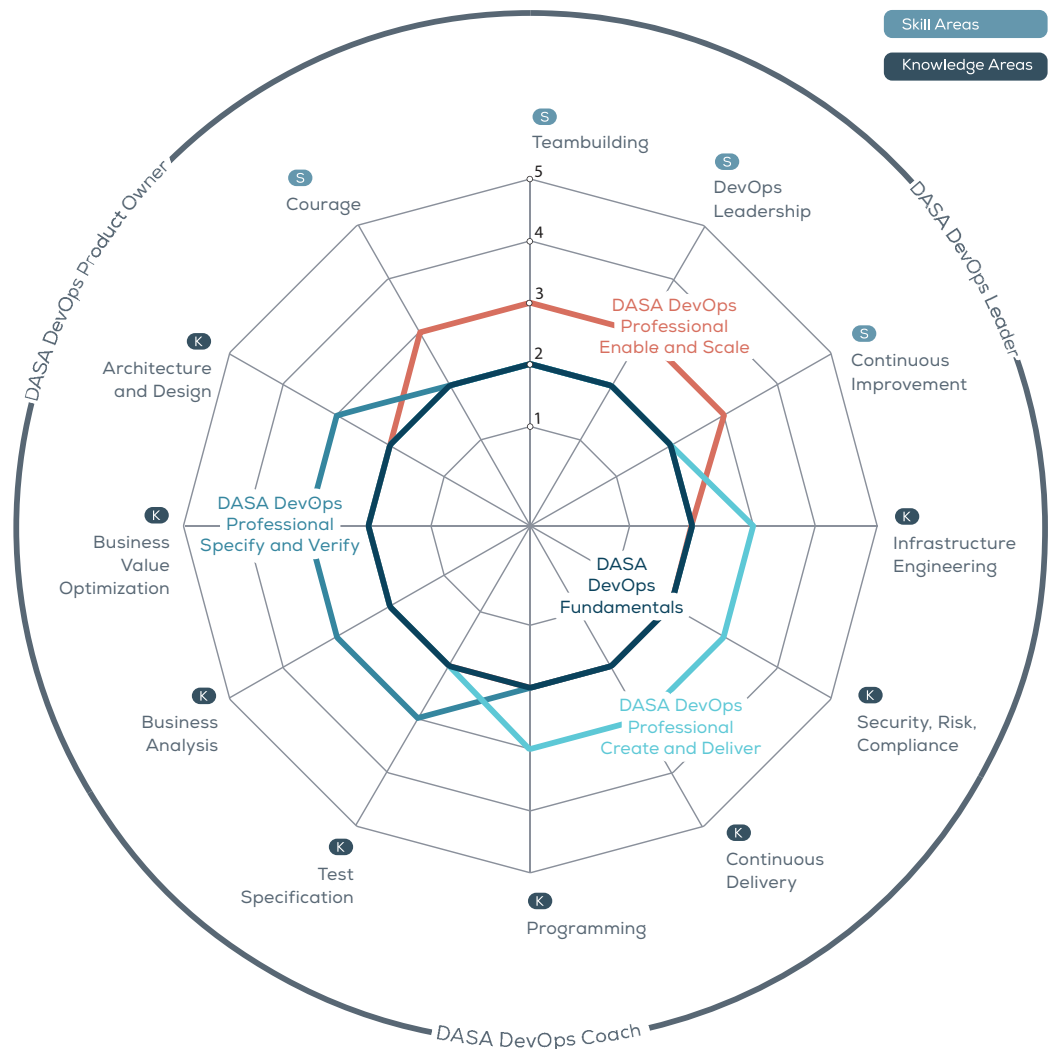 Skill Areas
Knowledge Areas
DASA DevOps Product Owner
DASA DevOps Leader
DASA DevOps Coach
S
Teambuilding
S
DevOps
Leadership
S
Courage
S
Continuous
Improvement
K
Architecture
and Design
K
Infrastructure
Engineering
K
Business
Value
Optimization
K
Security, Risk,
Compliance
K
Business
Analysis
K
Continuous
Delivery
K
Test
Specification
K
Programming
5
4
3
2
1
DASA DevOps
Professional
Enable and Scale
DASA DevOps
Professional
Specify and Verify
DASA
DevOps
Fundamentals
DASA DevOps
Professional
Create and Deliver